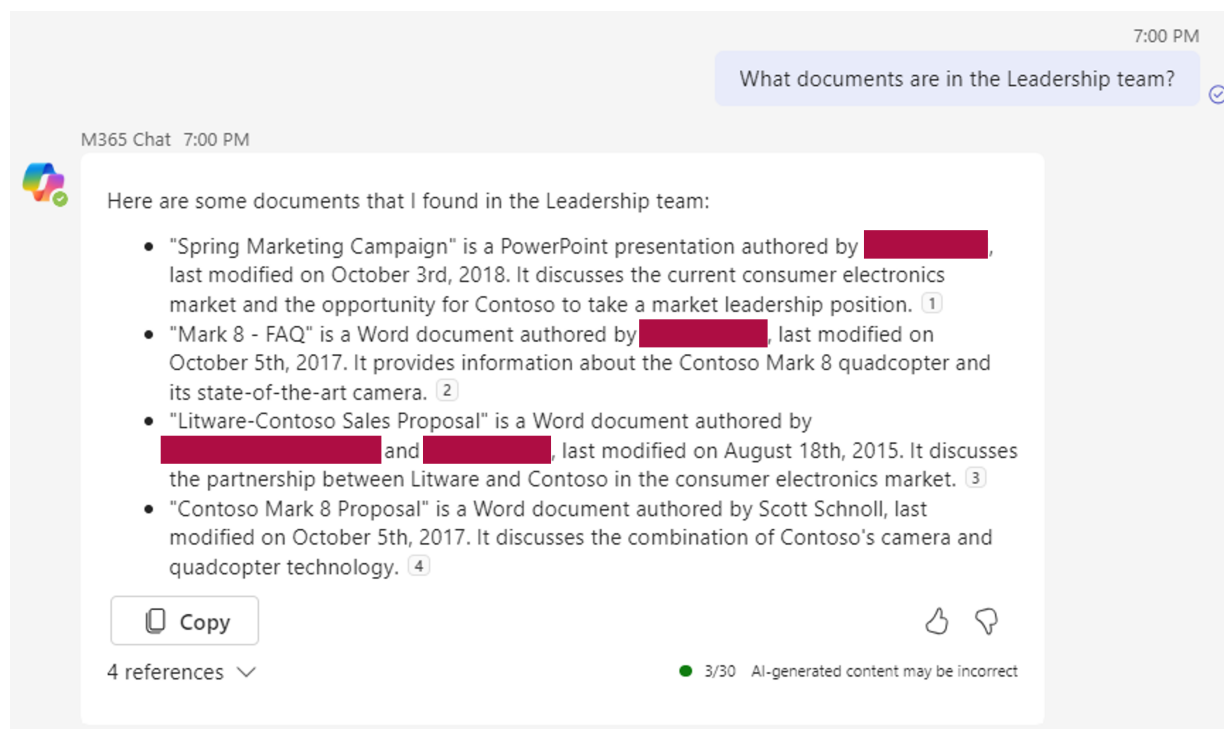 7:00 PM
What documents are in the Leadership team?
M365 Chat 7:00 PM
Here are some documents that I found in the Leadership team:
• "Spring Marketing Campaign" is a PowerPoint presentation authored by ,
last modified on October 3rd, 2018. It discusses the current consumer electronics
market and the opportunity for Contoso to take a market leadership position. 1
• "Mark 8 - FAQ" is a Word document authored by , last modified on
October 5th, 2017. It provides information about the Contoso Mark 8 quadcopter and
its state-of-the-art camera. 2
• "Litware-Contoso Sales Proposal" is a Word document authored by
and , last modified on August 18th, 2015. It discusses
the partnership between Litware and Contoso in the consumer electronics market. 3
• "Contoso Mark 8 Proposal" is a Word document authored by Scott Schnoll, last
modified on October 5th, 2017. It discusses the combination of Contoso's camera and
quadcopter technology. 4
Copy
4 references
3/30 AI-generated content may be incorrect